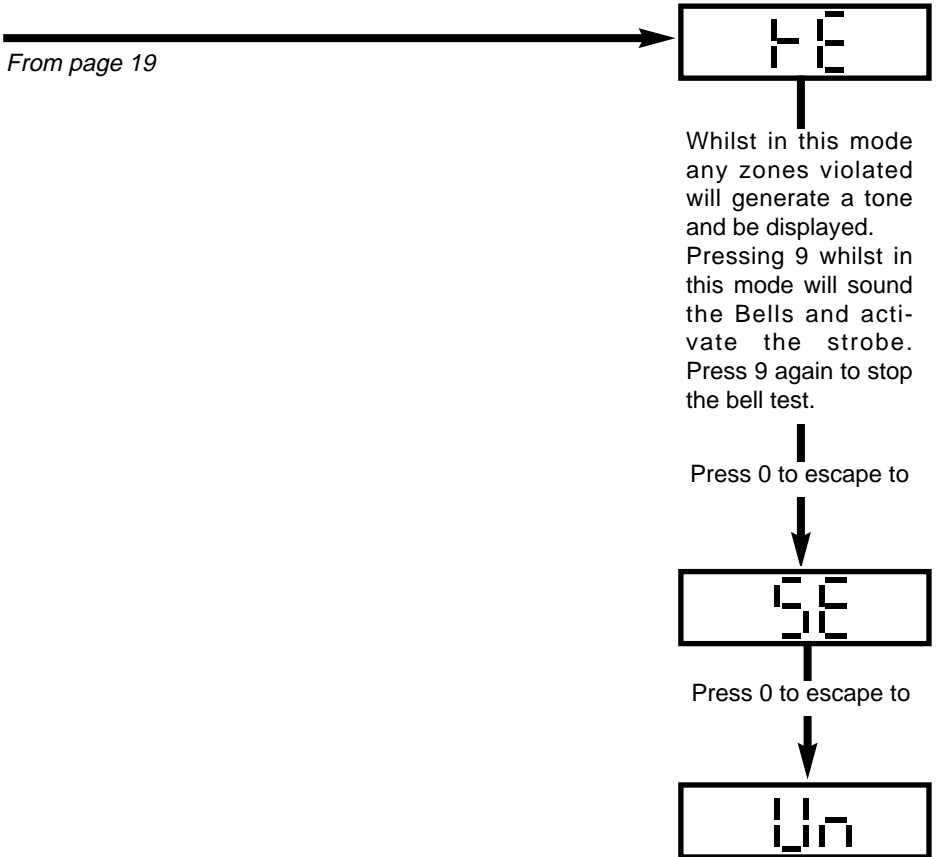 From page 19
tE
Whilst in this mode
any zones violated
will generate a tone
and be displayed.
Pressing 9 whilst in
this mode will sound
the Bells and acti-
vate the strobe.
Press 9 again to stop
the bell test.
Press 0 to escape to
SE
Press 0 to escape to
Un